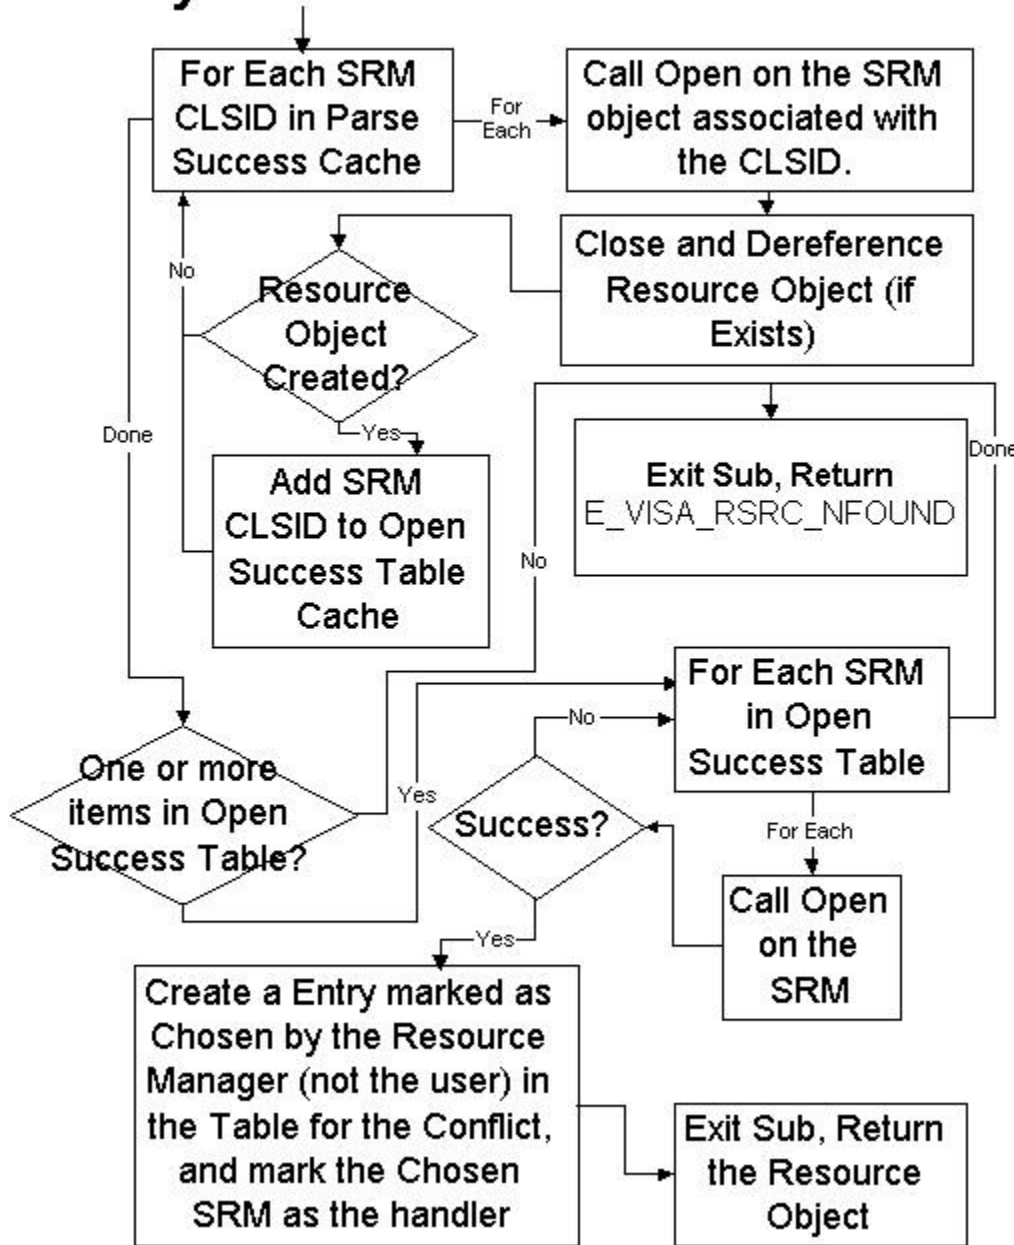 For Each SRM
CLSID in Parse
Success Cache
For
Each
Call Open on the SRM
object associated with
the CLSID.
Close and Dereference
Resource Object (if
Exists)
No
Resource
Object
Created?
Yes
Done
Add SRM
CLSID to Open
Success Table
Cache
Exit Sub, Return
E_VISA_RSRC_NFOUND
Done
No
For Each SRM
in Open
Success Table
No
One or more
items in Open
Success Table?
Yes
Success?
For Each
Call Open
on the
SRM
Yes
Create a Entry marked as
Chosen by the Resource
Manager (not the user) in
the Table for the Conflict,
and mark the Chosen
SRM as the handler
Exit Sub, Return
the Resource
Object